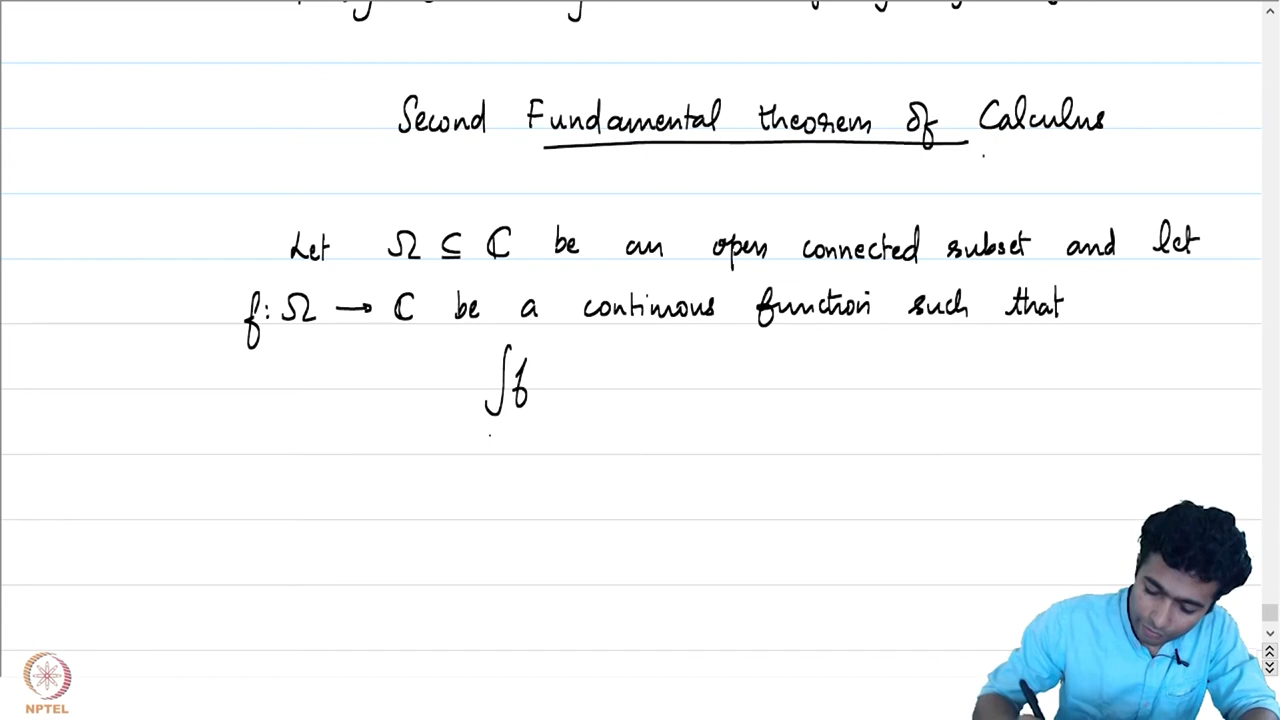 Second Fundamental theorem of Calculus
Let Ω ⊆ ℂ be an open connected subset and let
f: Ω → ℂ be a continuous function such that
∫f
NPTEL